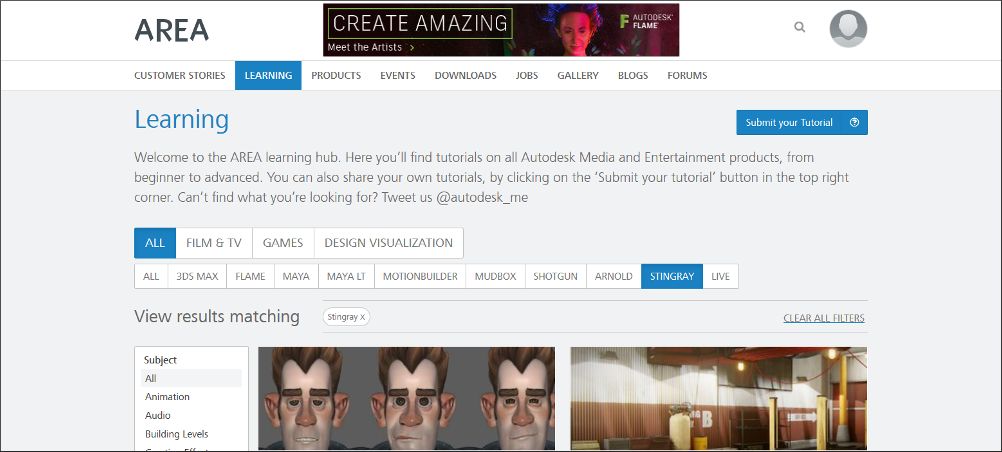 AREA
CREATE AMAZING
Meet the Artists >
AUTODESK®
FLAME®
CUSTOMER STORIES
LEARNING
PRODUCTS
EVENTS
DOWNLOADS
JOBS
GALLERY
BLOGS
FORUMS
Learning
Submit your Tutorial
Welcome to the AREA learning hub. Here you’ll find tutorials on all Autodesk Media and Entertainment products, from
beginner to advanced. You can also share your own tutorials, by clicking on the ‘Submit your tutorial’ button in the top right
corner. Can’t find what you’re looking for? Tweet us @autodesk_me
ALL
FILM & TV
GAMES
DESIGN VISUALIZATION
ALL
3DS MAX
FLAME
MAYA
MAYA LT
MOTIONBUILDER
MUDBOX
SHOTGUN
ARNOLD
STINGRAY
LIVE
View results matching
Stingray X
CLEAR ALL FILTERS
Subject
All
Animation
Audio
Building Levels
B